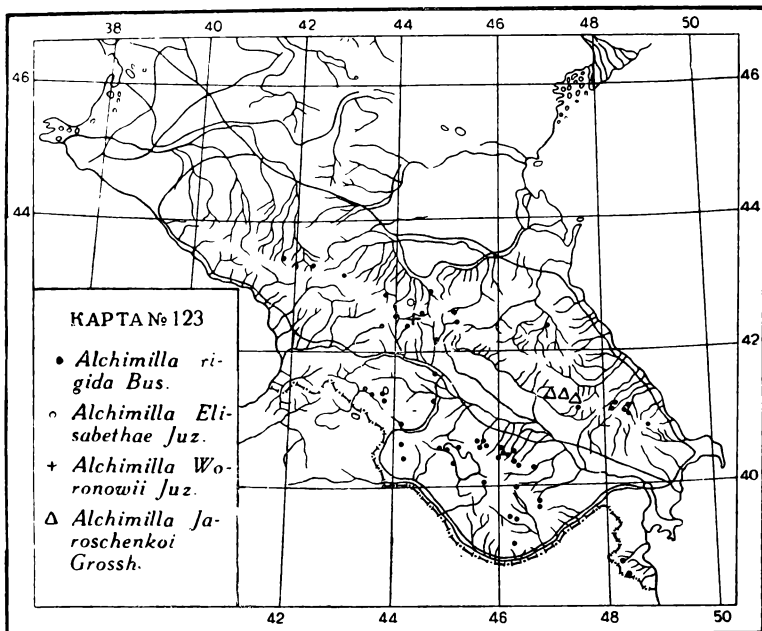 38 40 42 44 46 48 50
46 46
44 44
КАРТА № 123
• Alchimilla ri-
gida Bus.
○ Alchimilla Eli-
sabethae Juz.
+ Alchimilla Wo-
ronowii Juz.
△ Alchimilla Ja-
roschenkoi
Grossh.
42
40
42 44 46 48 50